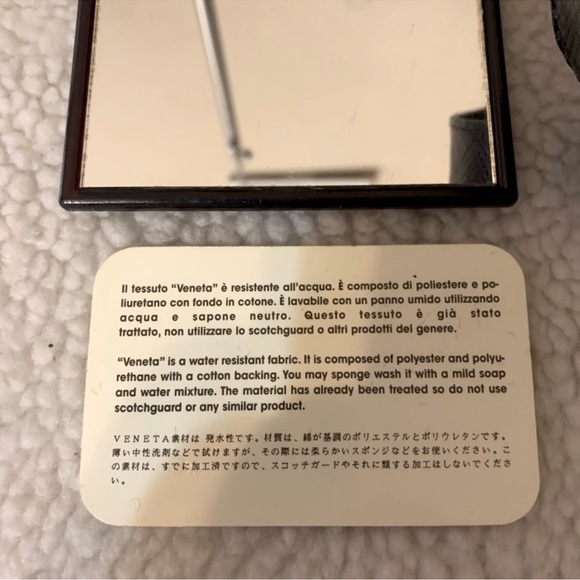 Il tessuto “Veneta” è resistente all'acqua. È composto di poliestere e po-
liuretano con fondo in cotone. È lavabile con un panno umido utilizzando
acqua e sapone neutro. Questo tessuto è già stato
trattato, non utilizzare lo scotchguard o altri prodotti del genere.
“Veneta” is a water resistant fabric. It is composed of polyester and polyu-
rethane with a cotton backing. You may sponge wash it with a mild soap
and water mixture. The material has already been treated so do not use
scotchguard or any similar product.
VENETA素材は 発水性です。材質は、綿が基調のポリエステルとポリウレタンです。
薄い中性洗剤などで拭けますが、その際には柔らかいスポンジなどをお使いください。こ
の素材は、すでに加工済ですので、スコッチガードやそれに類する加工はしないでくださ
い。